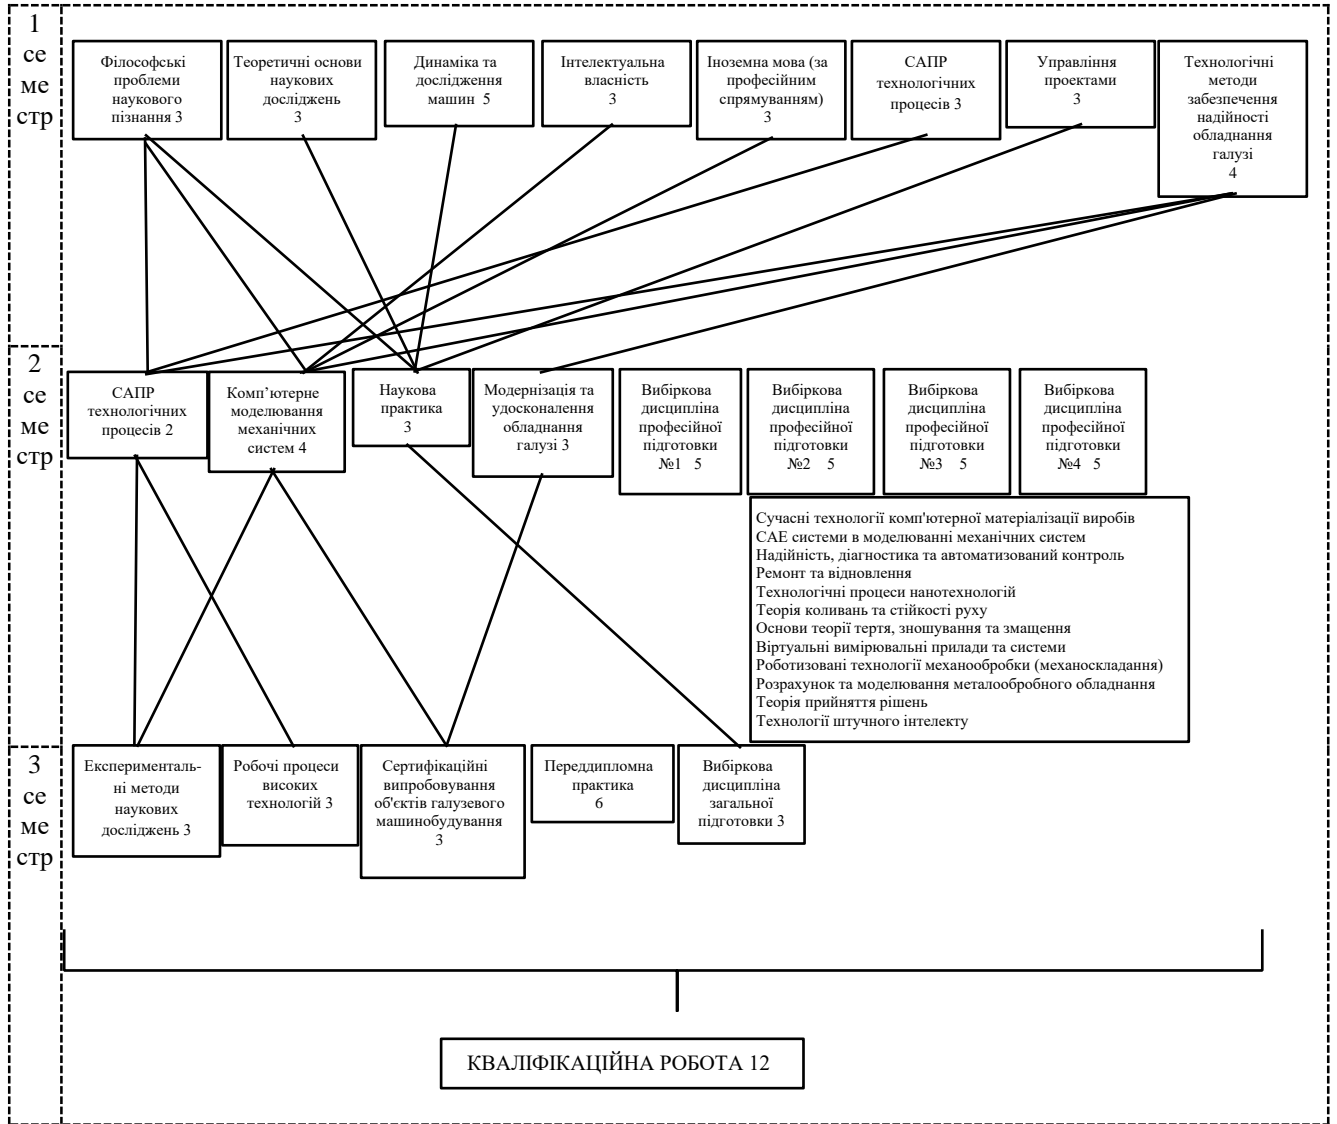 1
се
ме
стр
Філософські
проблеми
наукового
пізнання 3
Теоретичні основи
наукових
досліджень
3
Динаміка та
дослідження
машин 5
Інтелектуальна
власність
3
Іноземна мова (за
професійним
спрямуванням)
3
САПР
технологічних
процесів 3
Управління
проектами
3
Технологічні
методи
забезпечення
надійності
обладнання
галузі
4
2
се
ме
стр
САПР
технологічних
процесів 2
Комп’ютерне
моделювання
механічних
систем 4
Наукова
практика
3
Модернізація та
удосконалення
обладнання
галузі 3
Вибіркова
дисципліна
професійної
підготовки
№1 5
Вибіркова
дисципліна
професійної
підготовки
№2 5
Вибіркова
дисципліна
професійної
підготовки
№3 5
Вибіркова
дисципліна
професійної
підготовки
№4 5
Сучасні технології комп'ютерної матеріалізації виробів
САЕ системи в моделюванні механічних систем
Надійність, діагностика та автоматизований контроль
Ремонт та відновлення
Технологічні процеси нанотехнологій
Теорія коливань та стійкості руху
Основи теорії тертя, зношування та змащення
Віртуальні вимірювальні прилади та системи
Роботизовані технології механообробки (механоскладання)
Розрахунок та моделювання металообробного обладнання
Теорія прийняття рішень
Технології штучного інтелекту
3
се
ме
стр
Експерименталь-
ні методи
наукових
досліджень 3
Робочі процеси
високих
технологій 3
Сертифікаційні
випробовування
об'єктів галузевого
машинобудування
3
Переддипломна
практика
6
Вибіркова
дисципліна
загальної
підготовки 3
КВАЛІФІКАЦІЙНА РОБОТА 12